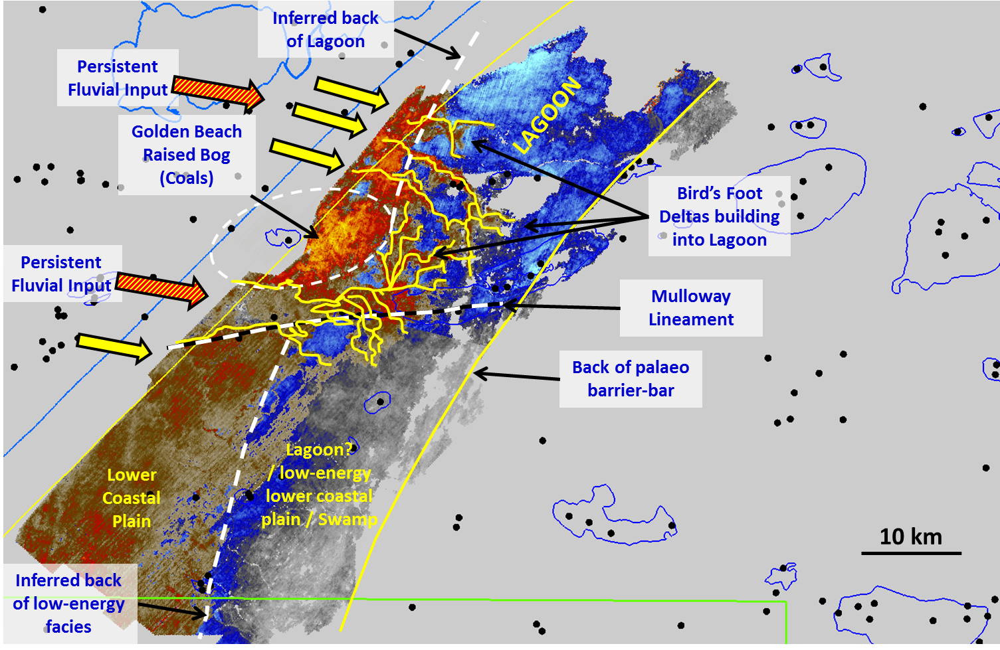 Inferred back
of Lagoon
Persistent
Fluvial Input
Golden Beach
Raised Bog
(Coals)
LAGOON
Bird’s Foot
Deltas building
into Lagoon
Persistent
Fluvial Input
Mulloway
Lineament
Back of palaeo
barrier-bar
Lagoon?
/ low-energy
lower coastal
plain / Swamp
Lower
Coastal
Plain
10 km
Inferred back
of low-energy
facies